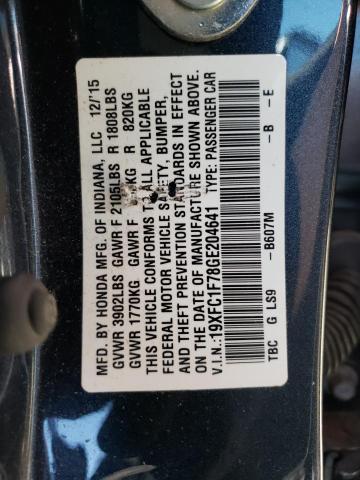 MFD. BY HONDA MFG. OF INDIANA, LLC 12/'15
GVWR 3902LBS GAWR F 2105LBS R 1808LBS
GVWR 1770KG GAWR F KG R 820KG
THIS VEHICLE CONFORMS TO ALL APPLICABLE
FEDERAL MOTOR VEHICLE SAFETY, BUMPER,
AND THEFT PREVENTION STANDARDS IN EFFECT
ON THE DATE OF MANUFACTURE SHOWN ABOVE.
V.I.N.:19XFC1F78GE204641 TYPE: PASSENGER CAR
TBC G LS9 – B607M – B – E